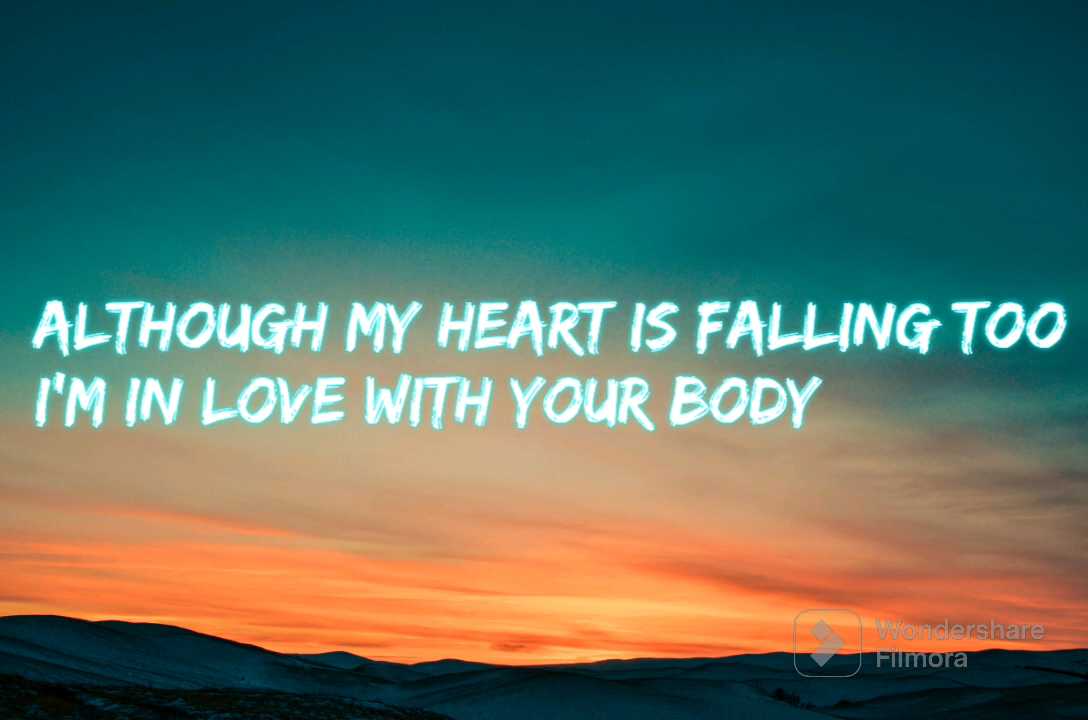 ALTHOUGH MY HEART IS FALLING TOO
I'M IN LOVE WITH YOUR BODY
Wondershare
Filmora